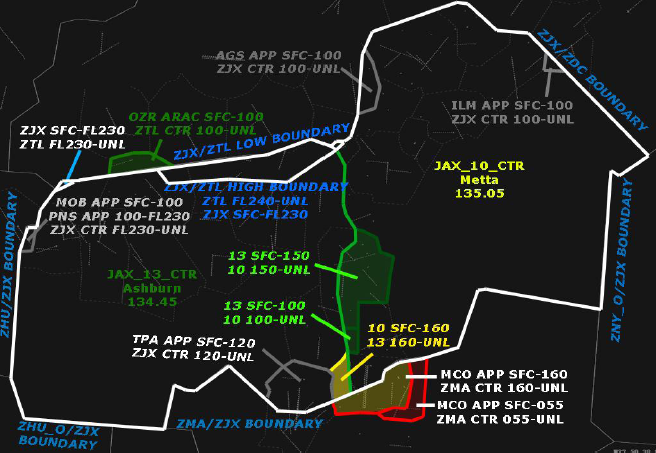 AGS APP SFC-100
ZJX CTR 100-UNL
ZJX/ZDC BOUNDARY
ILM APP SFC-100
ZJX CTR 100-UNL
OZR ARAC SFC-100
ZTL CTR 100-UNL
ZJX SFC-FL230
ZTL FL230-UNL
ZJX/ZTL LOW BOUNDARY
JAX_10_CTR
Metta
135.05
ZJX/ZTL HIGH BOUNDARY
ZTL FL240-UNL
ZJX SFC-FL230
MOB APP SFC-100
PNS APP 100-FL230
ZJX CTR FL230-UNL
ZHU/ZJX BOUNDARY
ZNY_O/ZJX BOUNDARY
13 SFC-150
10 150-UNL
JAX_13_CTR
Ashburn
134.45
13 SFC-100
10 100-UNL
10 SFC-160
13 160-UNL
TPA APP SFC-120
ZJX CTR 120-UNL
MCO APP SFC-160
ZMA CTR 160-UNL
MCO APP SFC-055
ZMA CTR 055-UNL
ZMA/ZJX BOUNDARY
ZHU_O/ZJX
BOUNDARY